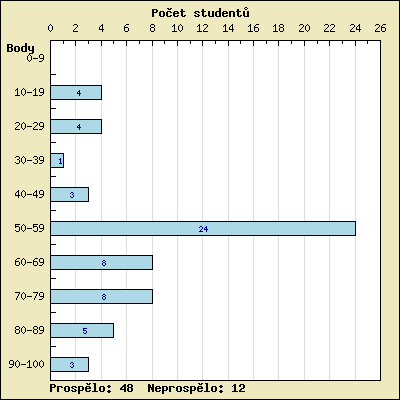 Počet studentů
0 2 4 6 8 10 12 14 16 18 20 22 24 26
Body
0-9
10-19 4
20-29 4
30-39 1
40-49 3
50-59 24
60-69 8
70-79 8
80-89 5
90-100 3
Prospělo: 48 Neprospělo: 12